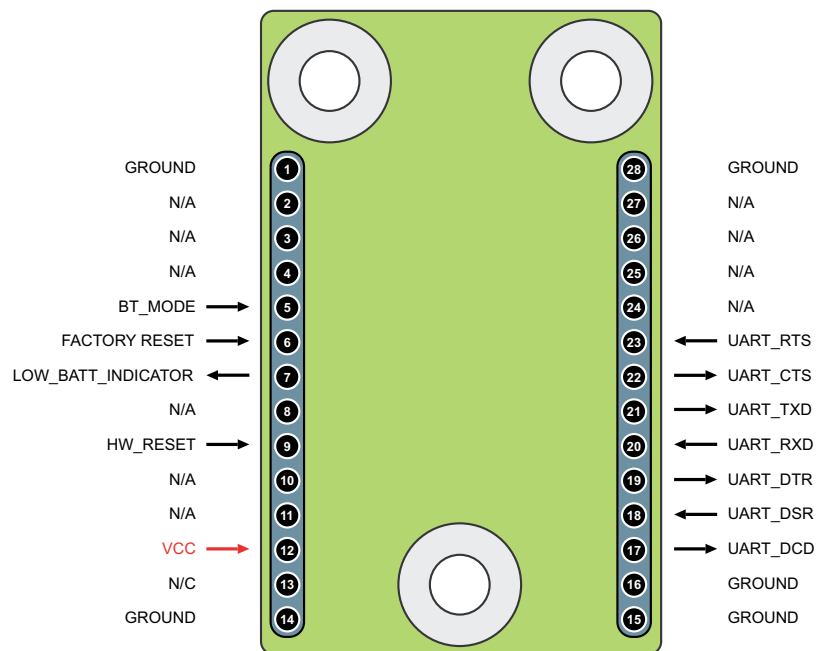 GROUND 1 28 GROUND
N/A 2 27 N/A
N/A 3 26 N/A
N/A 4 25 N/A
BT_MODE 5 24 N/A
FACTORY RESET 6 23 UART_RTS
LOW_BATT_INDICATOR 7 22 UART_CTS
N/A 8 21 UART_TXD
HW_RESET 9 20 UART_RXD
N/A 10 19 UART_DTR
N/A 11 18 UART_DSR
VCC 12 17 UART_DCD
N/C 13 16 GROUND
GROUND 14 15 GROUND